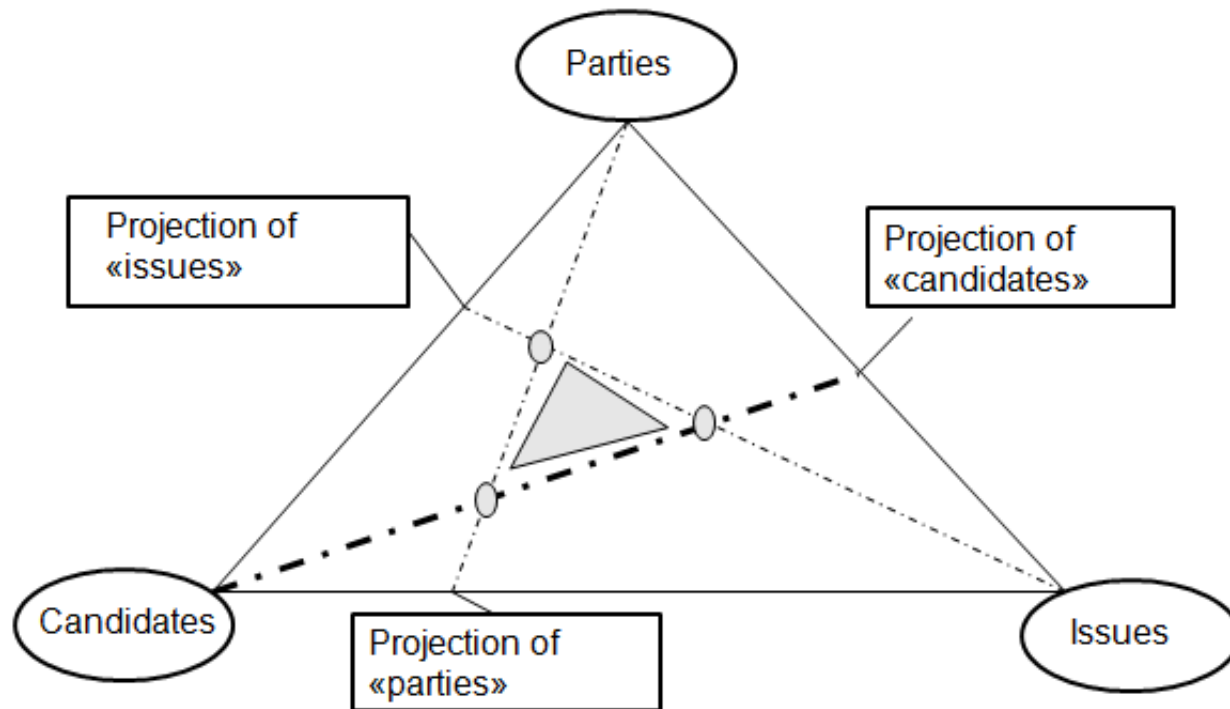 Parties
Projection of
«issues»
Projection of
«candidates»
Candidates
Issues
Projection of
«parties»